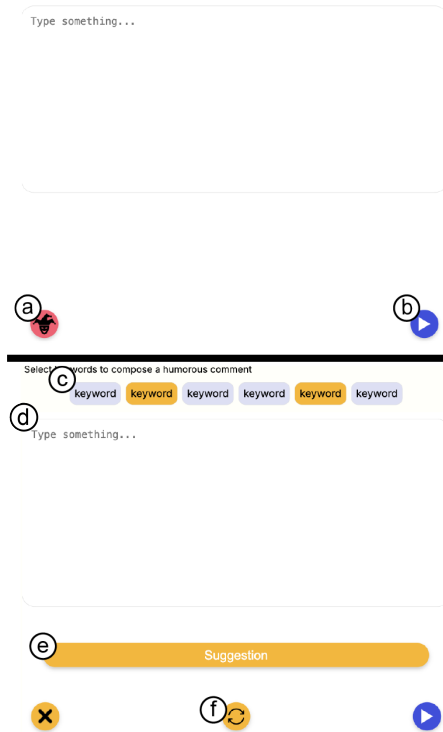 Type something...
a
b
Select keywords to compose a humorous comment
c
keyword keyword keyword keyword keyword keyword
d
Type something...
e
Suggestion
f